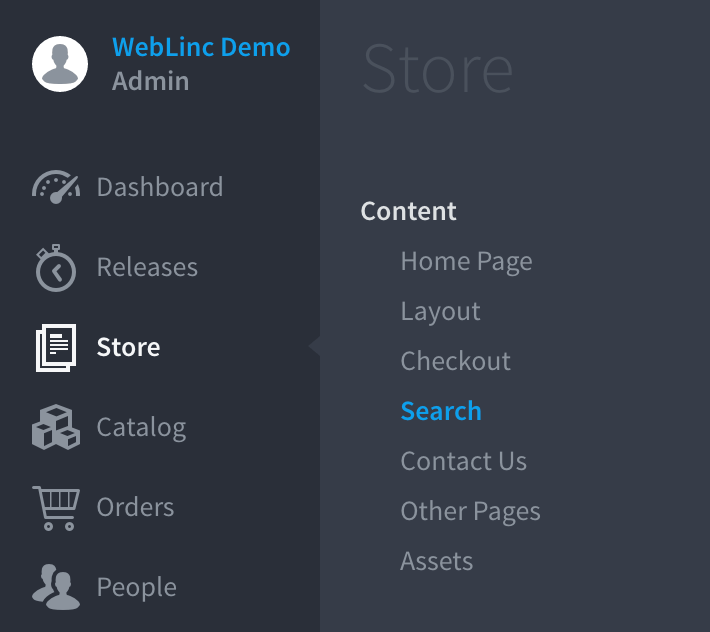 WebLinc Demo
Admin
Dashboard
Releases
Store
Catalog
Orders
People
Store
Content
Home Page
Layout
Checkout
Search
Contact Us
Other Pages
Assets